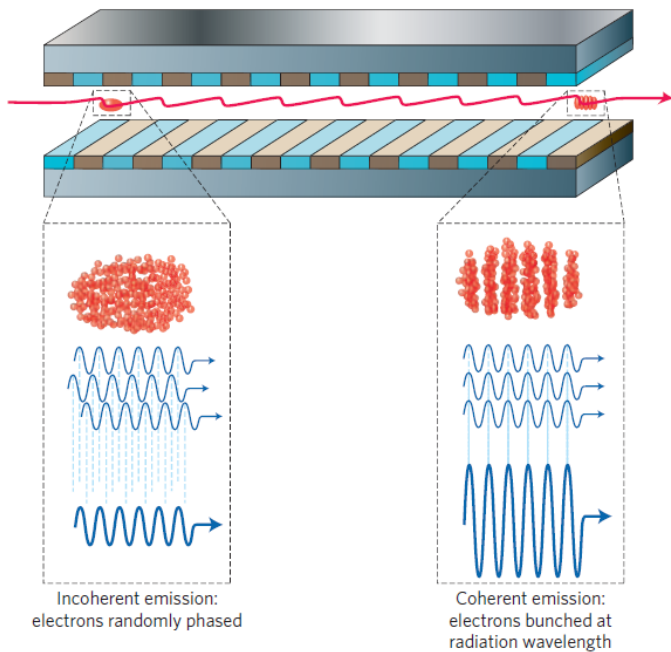 Incoherent emission:
electrons randomly phased
Coherent emission:
electrons bunched at
radiation wavelength